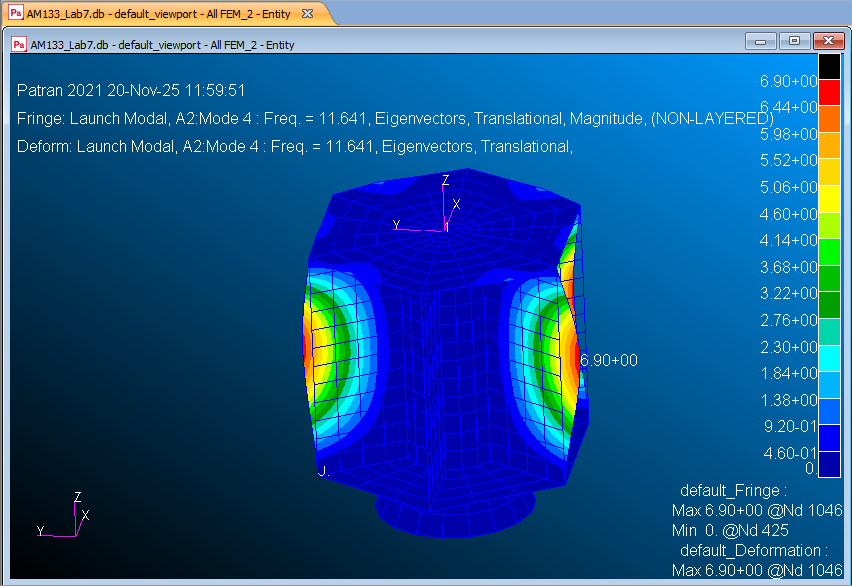 Pa AM133_Lab7.db - default_viewport - All FEM_2 - Entity
Pa AM133_Lab7.db - default_viewport - All FEM_2 - Entity
Patran 2021 20-Nov-25 11:59:51
Fringe: Launch Modal, A2:Mode 4 : Freq. = 11.641, Eigenvectors, Translational, Magnitude, (NON-LAYERED)
Deform: Launch Modal, A2:Mode 4 : Freq. = 11.641, Eigenvectors, Translational,
6.90+00
6.44+00
5.98+00
5.52+00
5.06+00
4.60+00
4.14+00
3.68+00
3.22+00
2.76+00
2.30+00
1.84+00
1.38+00
9.20-01
4.60-01
0.
Z
X
Y
1
6.90+00
Z
X
Y
default_Fringe :
Max 6.90+00 @Nd 1046
Min 0. @Nd 425
default_Deformation :
Max 6.90+00 @Nd 1046